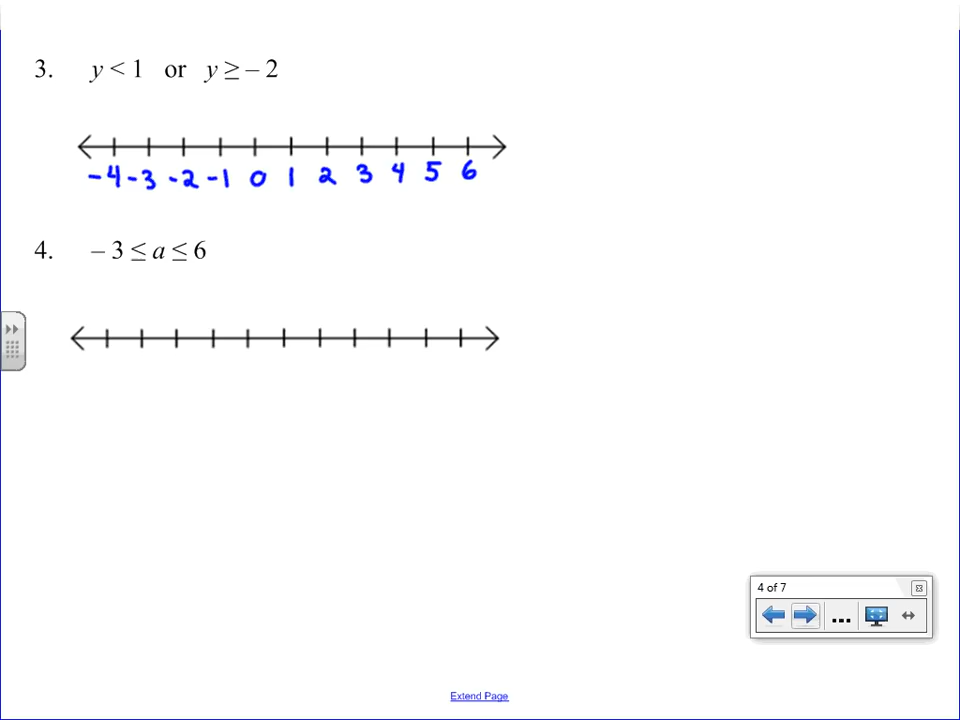 3. y < 1 or y ≥ – 2
-4 -3 -2 -1 0 1 2 3 4 5 6
4. – 3 ≤ a ≤ 6
4 of 7
...
Extend Page